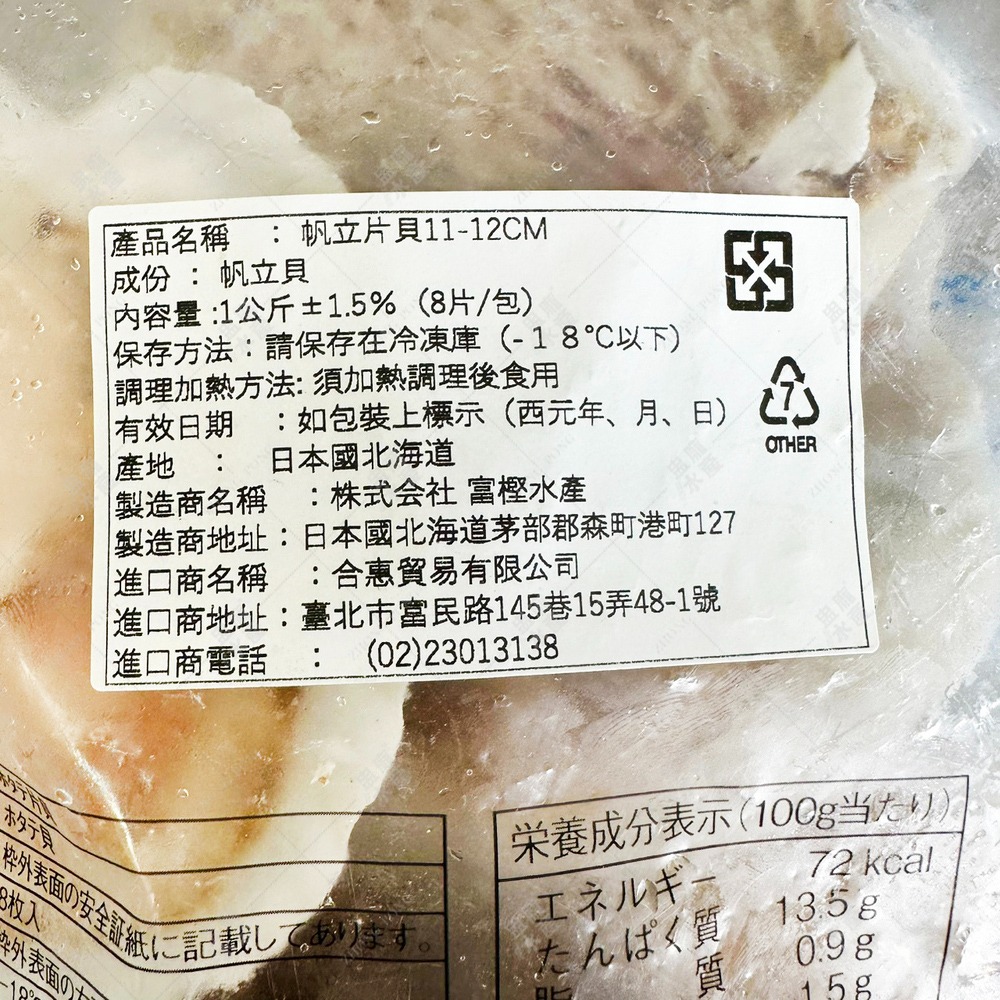 產品名稱 : 帆立片貝11-12CM
成份 : 帆立貝
內容量 :1公斤±1.5% (8片/包)
保存方法 : 請保存在冷凍庫 (-18℃以下)
調理加熱方法: 須加熱調理後食用
有效日期 : 如包裝上標示 (西元年、月、日)
產地 : 日本國北海道
製造商名稱 : 株式会社 富樫水產
製造商地址 : 日本國北海道茅部郡森町港町127
進口商名稱 : 合惠貿易有限公司
進口商地址 : 臺北市富民路145巷15弄48-1號
進口商電話 : (02)23013138
7
OTHER
ホタテ貝
枠外表面の安全証紙に記載してあります。
8枚入
枠外表面の
-18°
栄養成分表示(100g当たり)
エネルギー 72 kcal
たんぱく質 13.5g
脂 質 0.9g
1.5g